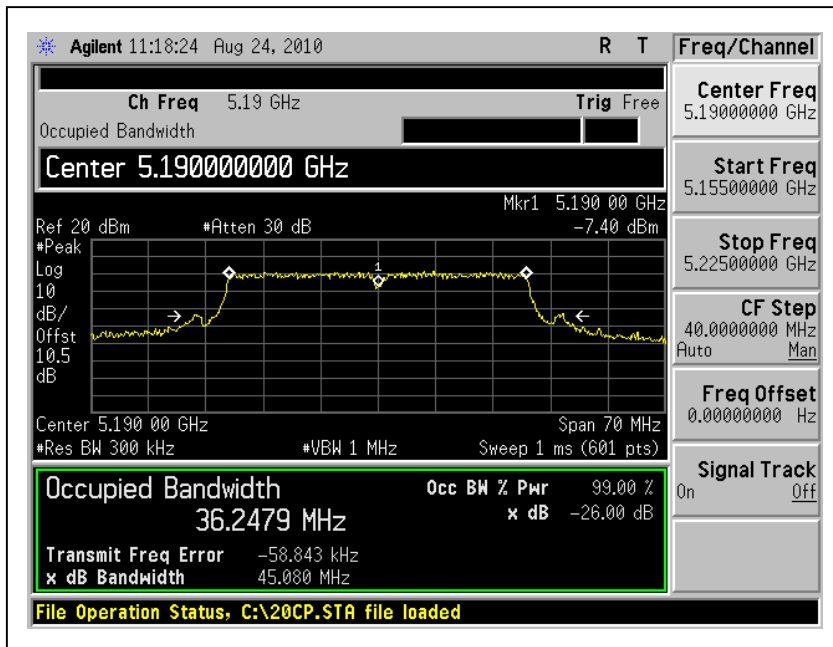 Agilent 11:18:24 Aug 24, 2010 R T
Ch Freq 5.19 GHz Trig Free
Occupied Bandwidth
Center 5.190000000 GHz
Mkr1 5.190 00 GHz
Ref 20 dBm #Atten 30 dB -7.40 dBm
#Peak
Log
10
dB/
Offst
10.5
dB
1
Center 5.190 00 GHz Span 70 MHz
#Res BW 300 kHz #VBW 1 MHz Sweep 1 ms (601 pts)
Occupied Bandwidth Occ BW % Pwr 99.00 %
36.2479 MHz x dB -26.00 dB
Transmit Freq Error -58.843 kHz
x dB Bandwidth 45.080 MHz
File Operation Status, C:\20CP.STA file loaded
Freq/Channel
Center Freq
5.19000000 GHz
Start Freq
5.15500000 GHz
Stop Freq
5.22500000 GHz
CF Step
40.0000000 MHz
Auto Man
Freq Offset
0.00000000 Hz
Signal Track
On Off